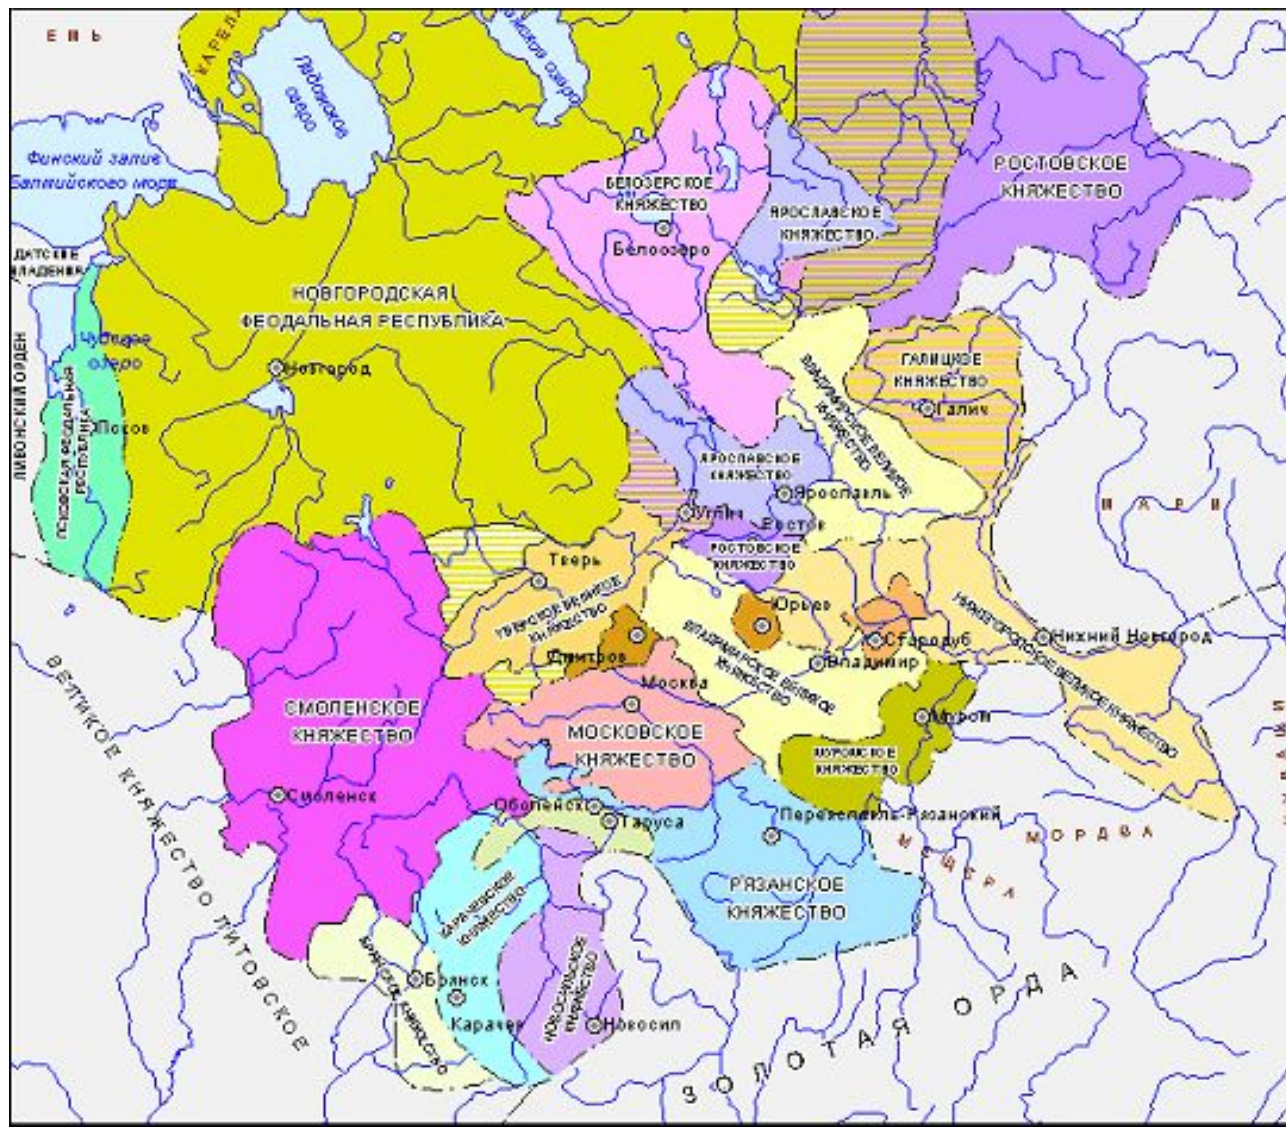 ЕМЬ
КАРЕЛА
Ладожское
озеро
Финский залив
Балтийского моря
ДАТСКИЕ
ВЛАДЕНИЯ
ЛИВОНСКИЙ ОРДЕН
Чудское
озеро
ПСКОВСКАЯ ФЕОДАЛЬНАЯ
РЕСПУБЛИКА
Псков
НОВГОРОДСКАЯ
ФЕОДАЛЬНАЯ РЕСПУБЛИКА
Новгород
БЕЛОЗЕРСКОЕ
КНЯЖЕСТВО
Белоозеро
ЯРОСЛАВСКОЕ
КНЯЖЕСТВО
РОСТОВСКОЕ
КНЯЖЕСТВО
ГАЛИЦКОЕ
КНЯЖЕСТВО
Галич
ВЛАДИМИРСКОЕ ВЕЛИКОЕ
КНЯЖЕСТВО
ЯРОСЛАВСКОЕ
КНЯЖЕСТВО
Ярославль
Углич
Ростов
РОСТОВСКОЕ
КНЯЖЕСТВО
МАРИ
Тверь
ТВЕРСКОЕ ВЕЛИКОЕ
КНЯЖЕСТВО
Дмитров
Юрьев
Стародуб
Владимир
ВЛАДИМИРСКОЕ ВЕЛИКОЕ
КНЯЖЕСТВО
НИЖЕГОРОДСКОЕ ВЕЛИКОЕ КНЯЖЕСТВО
Нижний Новгород
Москва
МОСКОВСКОЕ
КНЯЖЕСТВО
Муром
МУРОМСКОЕ
КНЯЖЕСТВО
СМОЛЕНСКОЕ
КНЯЖЕСТВО
Смоленск
Оболенск
Таруса
Переяславль-Рязанский
РЯЗАНСКОЕ
КНЯЖЕСТВО
МЕЩЕРА
МОРДВА
КАРАЧЕВСКОЕ
КНЯЖЕСТВО
Карачев
БРЯНСКОЕ КНЯЖЕСТВО
Брянск
НОВОСИЛЬСКОЕ
КНЯЖЕСТВО
Новосил
ВЕЛИКОЕ КНЯЖЕСТВО ЛИТОВСКОЕ
ЗОЛОТАЯ ОРДА